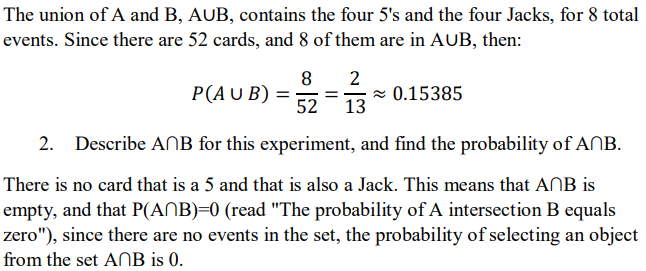 The union of A and B, A∪B, contains the four 5's and the four Jacks, for 8 total
events. Since there are 52 cards, and 8 of them are in A∪B, then:
P(A ∪ B) = 8/52 = 2/13 ≈ 0.15385
2. Describe A∩B for this experiment, and find the probability of A∩B.
There is no card that is a 5 and that is also a Jack. This means that A∩B is
empty, and that P(A∩B)=0 (read "The probability of A intersection B equals
zero"), since there are no events in the set, the probability of selecting an object
from the set A∩B is 0.